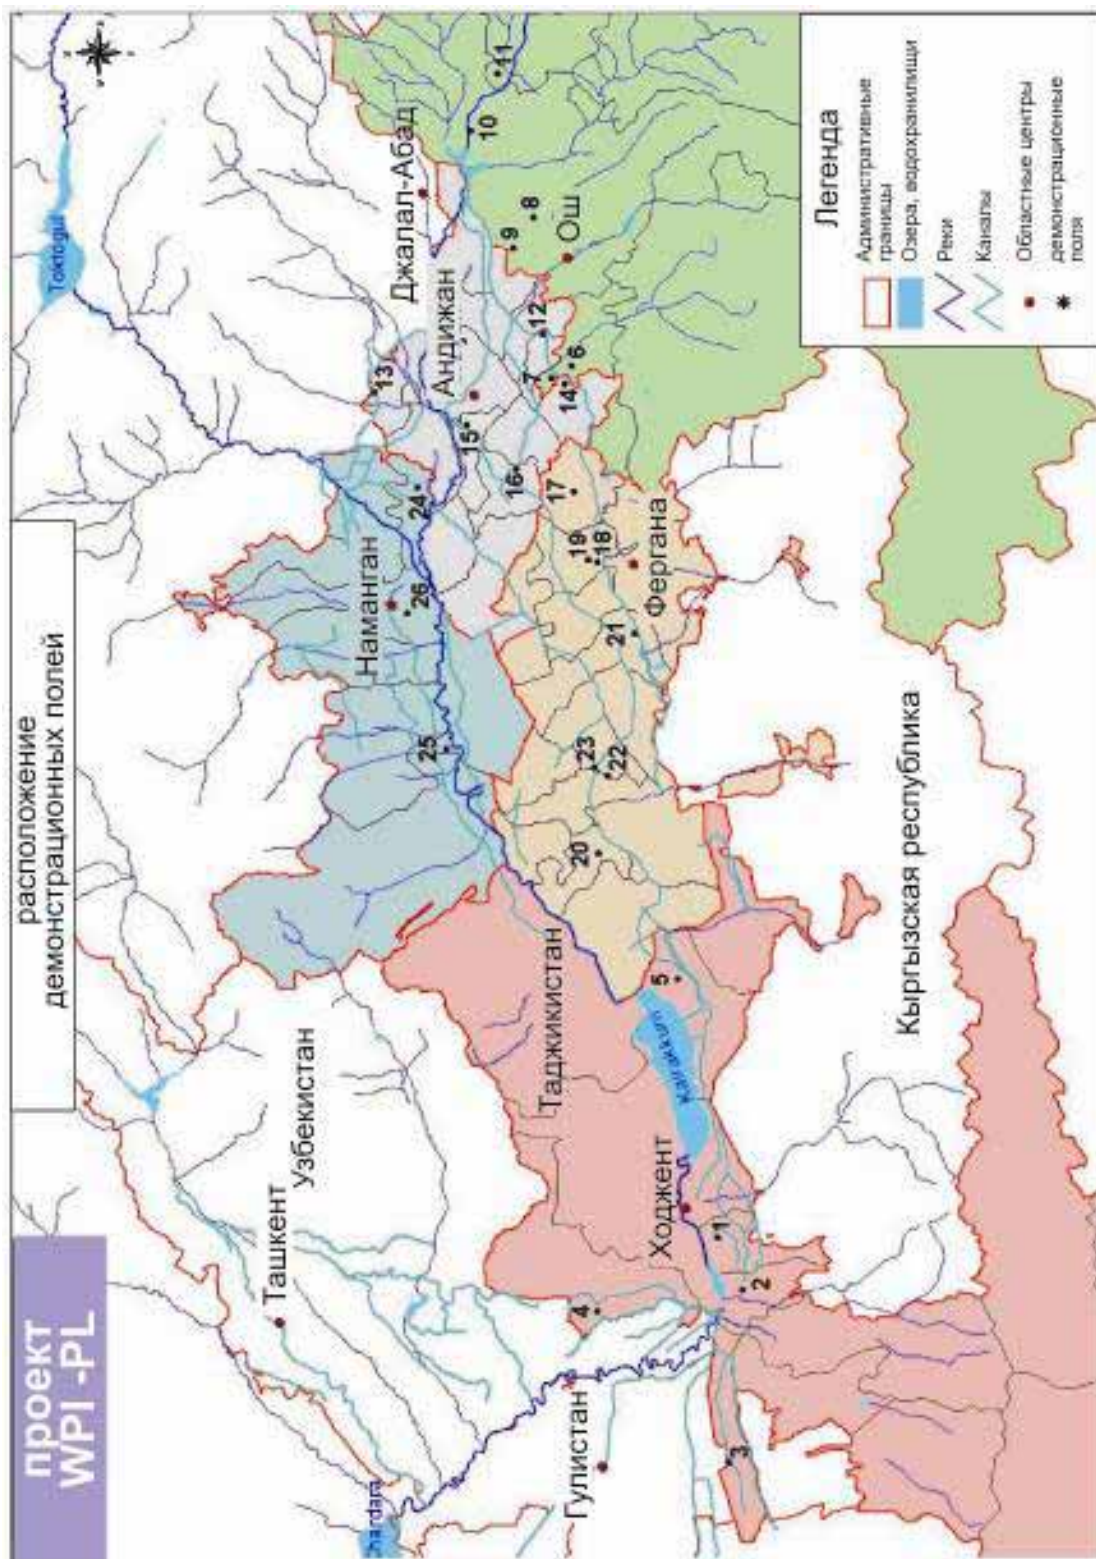 проект
WPI -PL
расположение
демонстрационных полей
Toktogul
Chardara
Ташкент
Узбекистан
Гулистан
Ходжент
Таджикистан
Kairakkum
Наманган
Андижан
Джалал-Абад
Ош
Фергана
Кыргызская республика
1
2
3
4
5
6
7
8
9
10
11
12
13
14
15
16
17
18
19
20
21
22
23
24
25
26
Легенда
Административные
границы
Озера, водохранилищи
Реки
Каналы
Областные центры
демонстрационные
поля